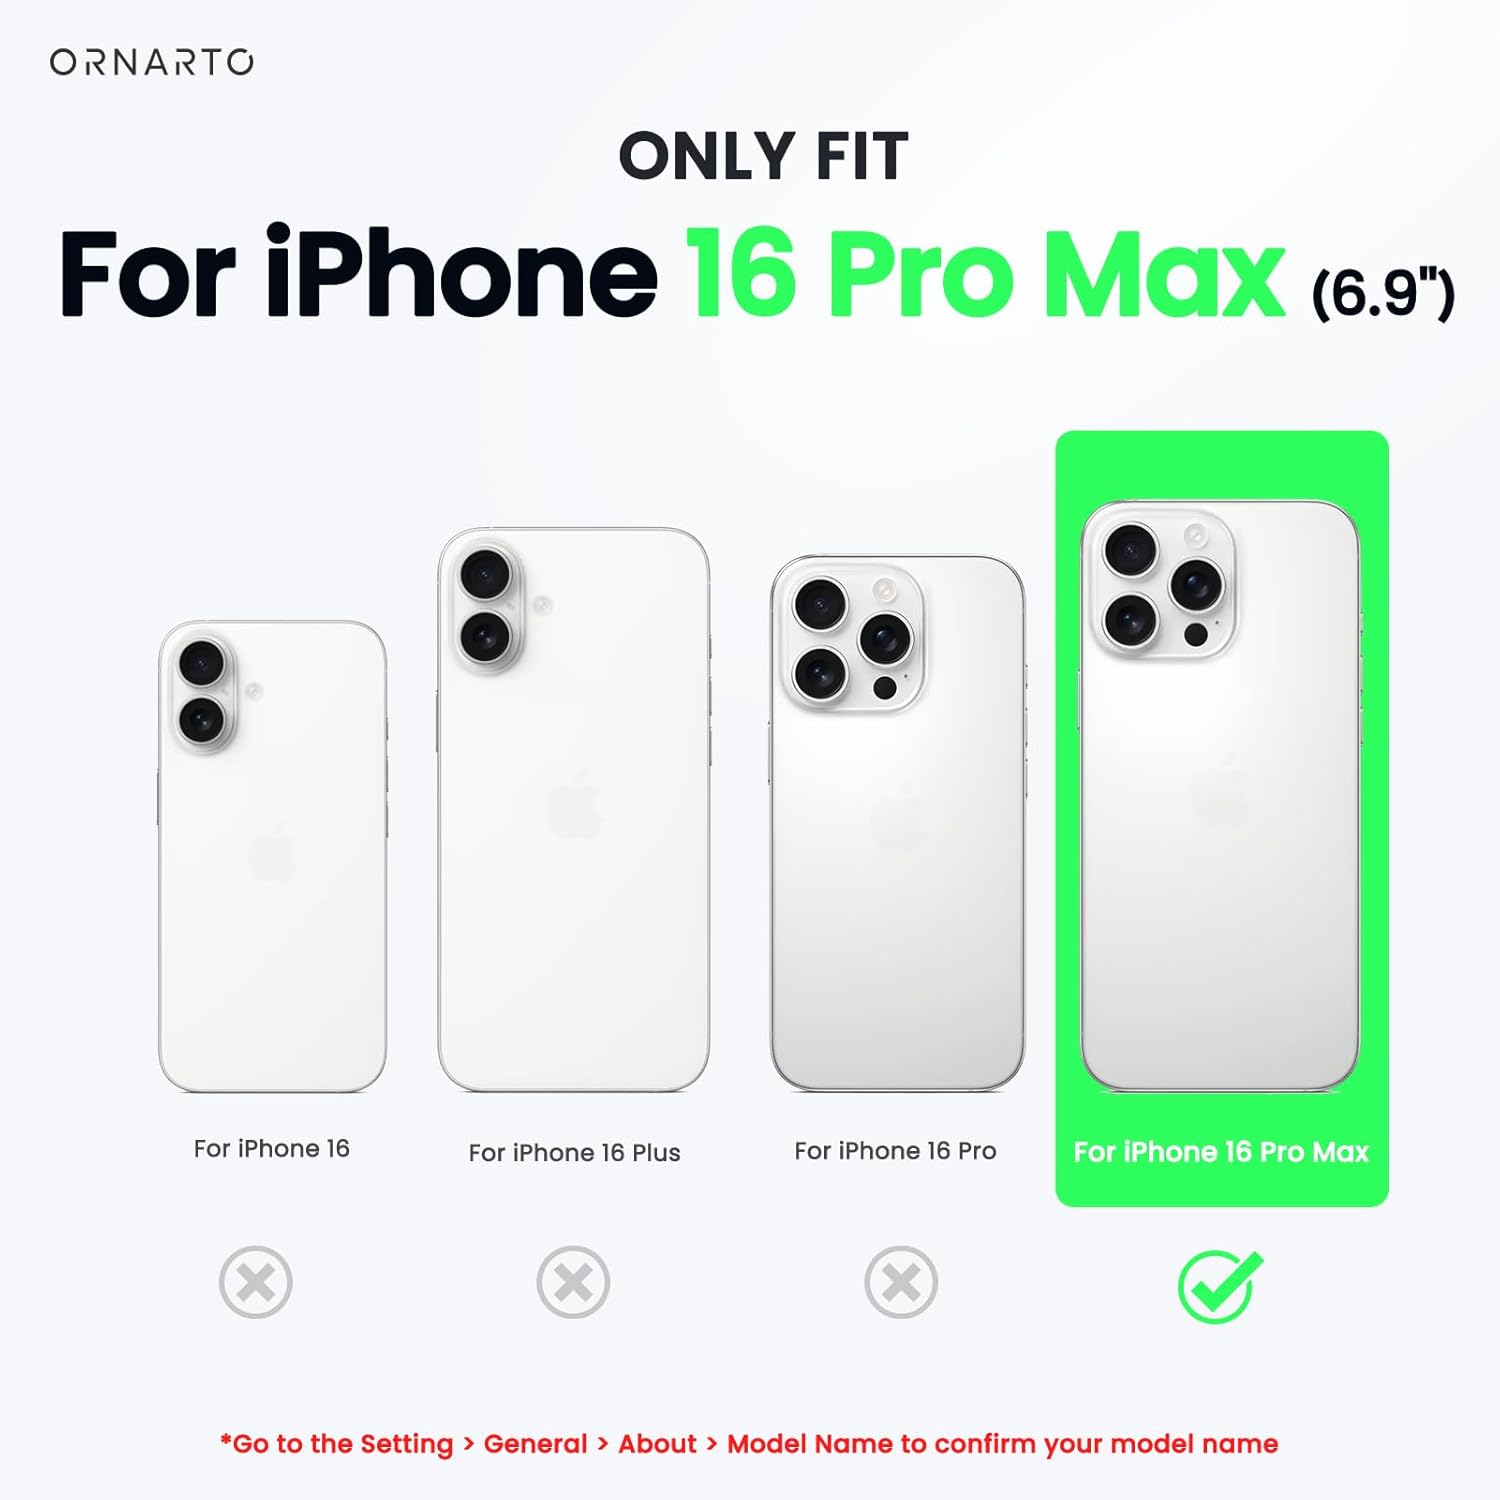 ORNARTO
ONLY FIT
For iPhone 16 Pro Max (6.9")
For iPhone 16
For iPhone 16 Plus
For iPhone 16 Pro
For iPhone 16 Pro Max
*Go to the Setting > General > About > Model Name to confirm your model name